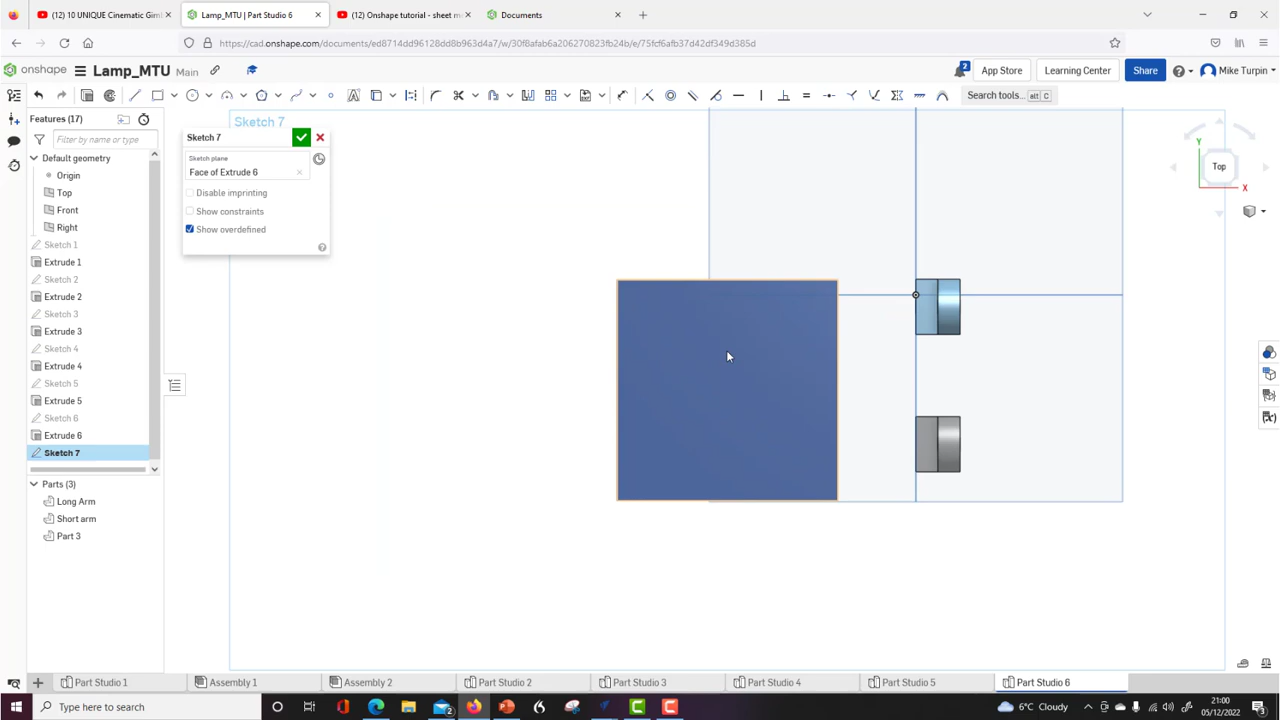 (12) 10 UNIQUE Cinematic Gim
Lamp_MTU | Part Studio 6
(12) Onshape tutorial - sheet m
Documents
https://cad.onshape.com/documents/ed8714dd96128dd8b963d4a7/w/30f8afab6a206270823fb24b/e/75fcf6afb37d42df349d385d
onshape
Lamp_MTU
Main
2
App Store
Learning Center
Share
Mike Turpin
Search tools...
alt C
Features (17)
Filter by name or type
Default geometry
Origin
Top
Front
Right
Sketch 1
Extrude 1
Sketch 2
Extrude 2
Extrude 3
Sketch 4
Extrude 4
Sketch 5
Extrude 5
Sketch 6
Extrude 6
Sketch 7
Parts (3)
Long Arm
Short arm
Part 3
Sketch 7
Sketch 7
Sketch plane
Face of Extrude 6
Disable imprinting
Show constraints
Show overdefined
Y
Top
X
Part Studio 1
Assembly 1
Assembly 2
Part Studio 2
Part Studio 3
Part Studio 4
Part Studio 5
Part Studio 6
Type here to search
6°C Cloudy
21:00
05/12/2022